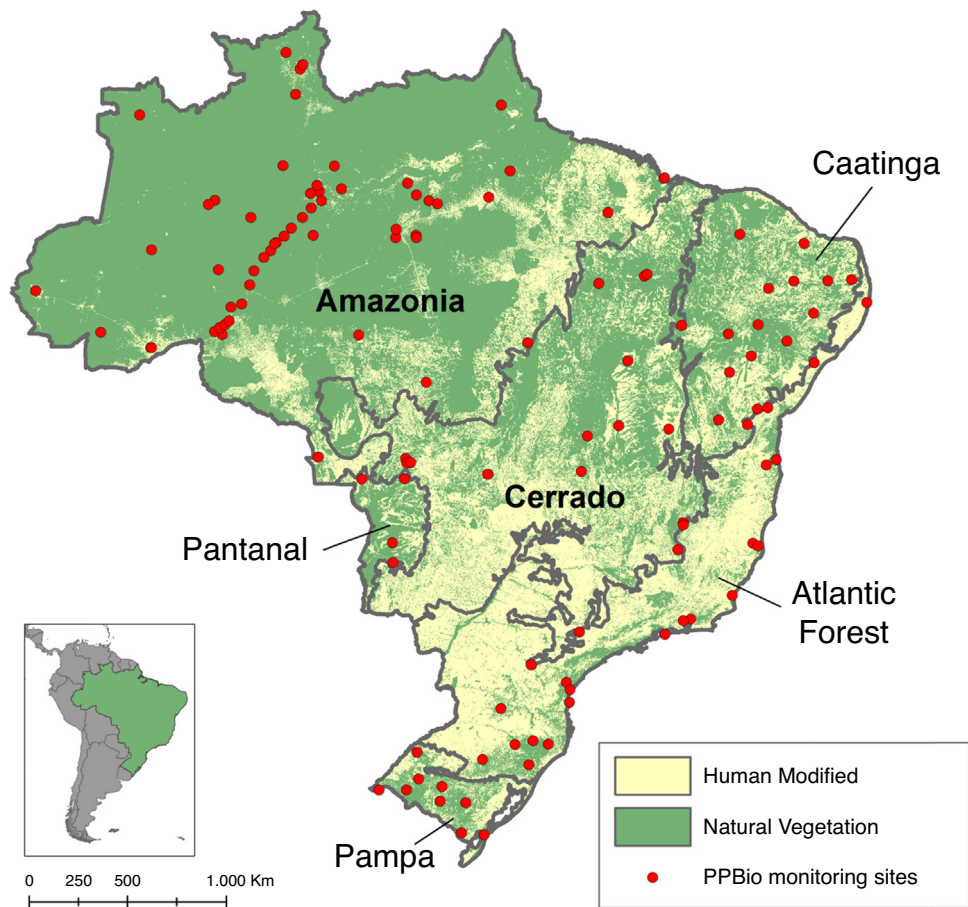 Caatinga
Amazonia
Cerrado
Pantanal
Atlantic
Forest
Human Modified
Natural Vegetation
Pampa
PPBio monitoring sites
0 250 500 1.000 Km